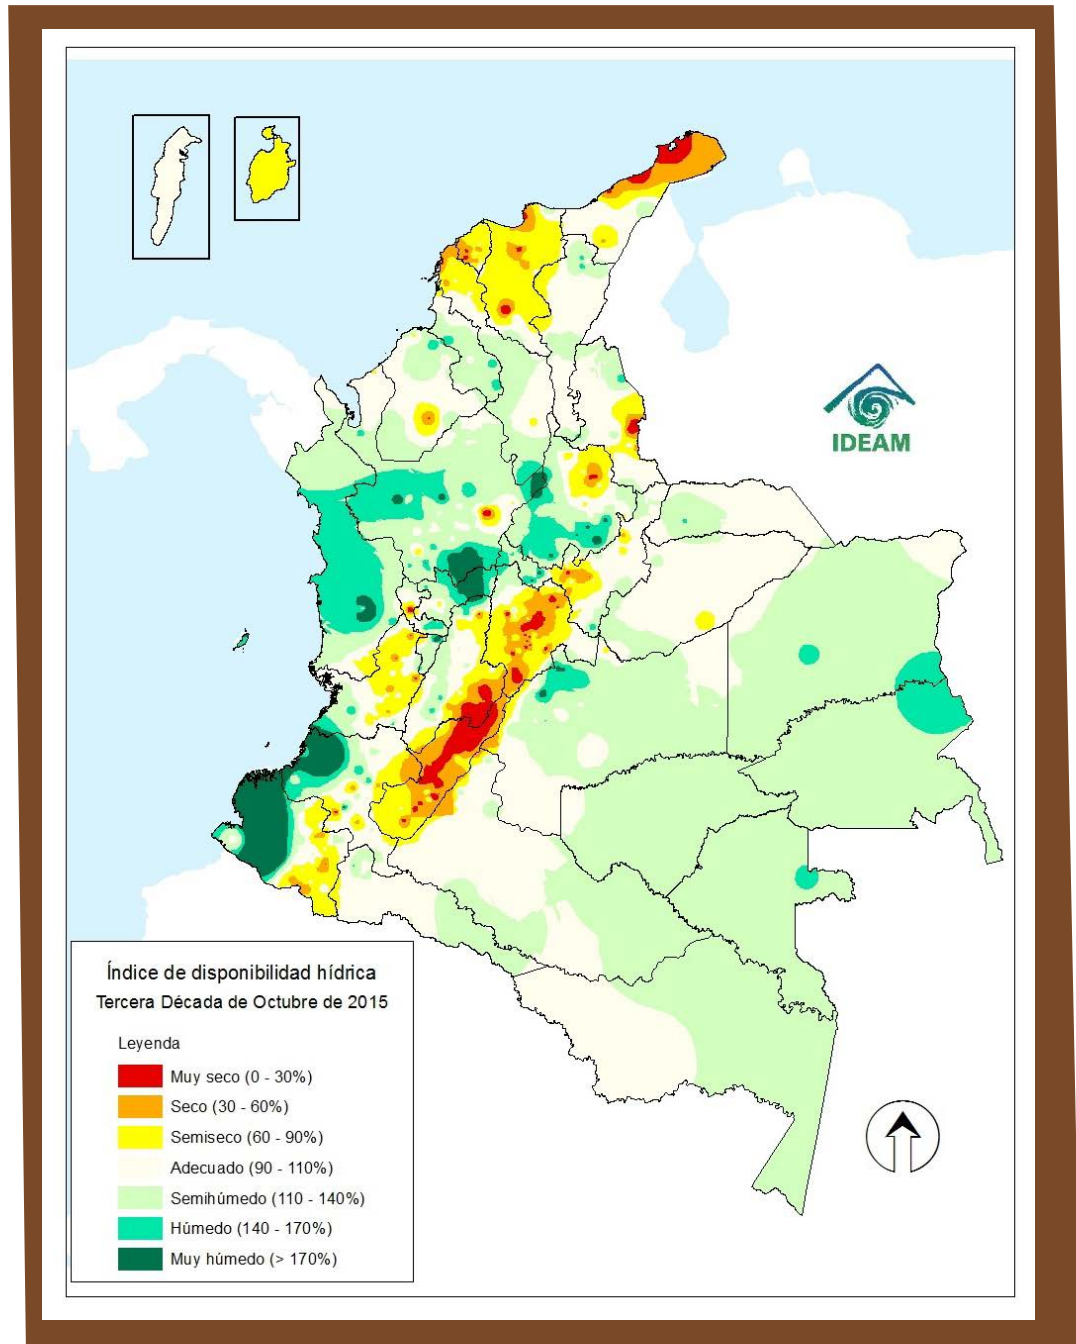 IDEAM
Índice de disponibilidad hídrica
Tercera Década de Octubre de 2015
Leyenda
Muy seco (0 - 30%)
Seco (30 - 60%)
Semiseco (60 - 90%)
Adecuado (90 - 110%)
Semihúmedo (110 - 140%)
Húmedo (140 - 170%)
Muy húmedo (> 170%)